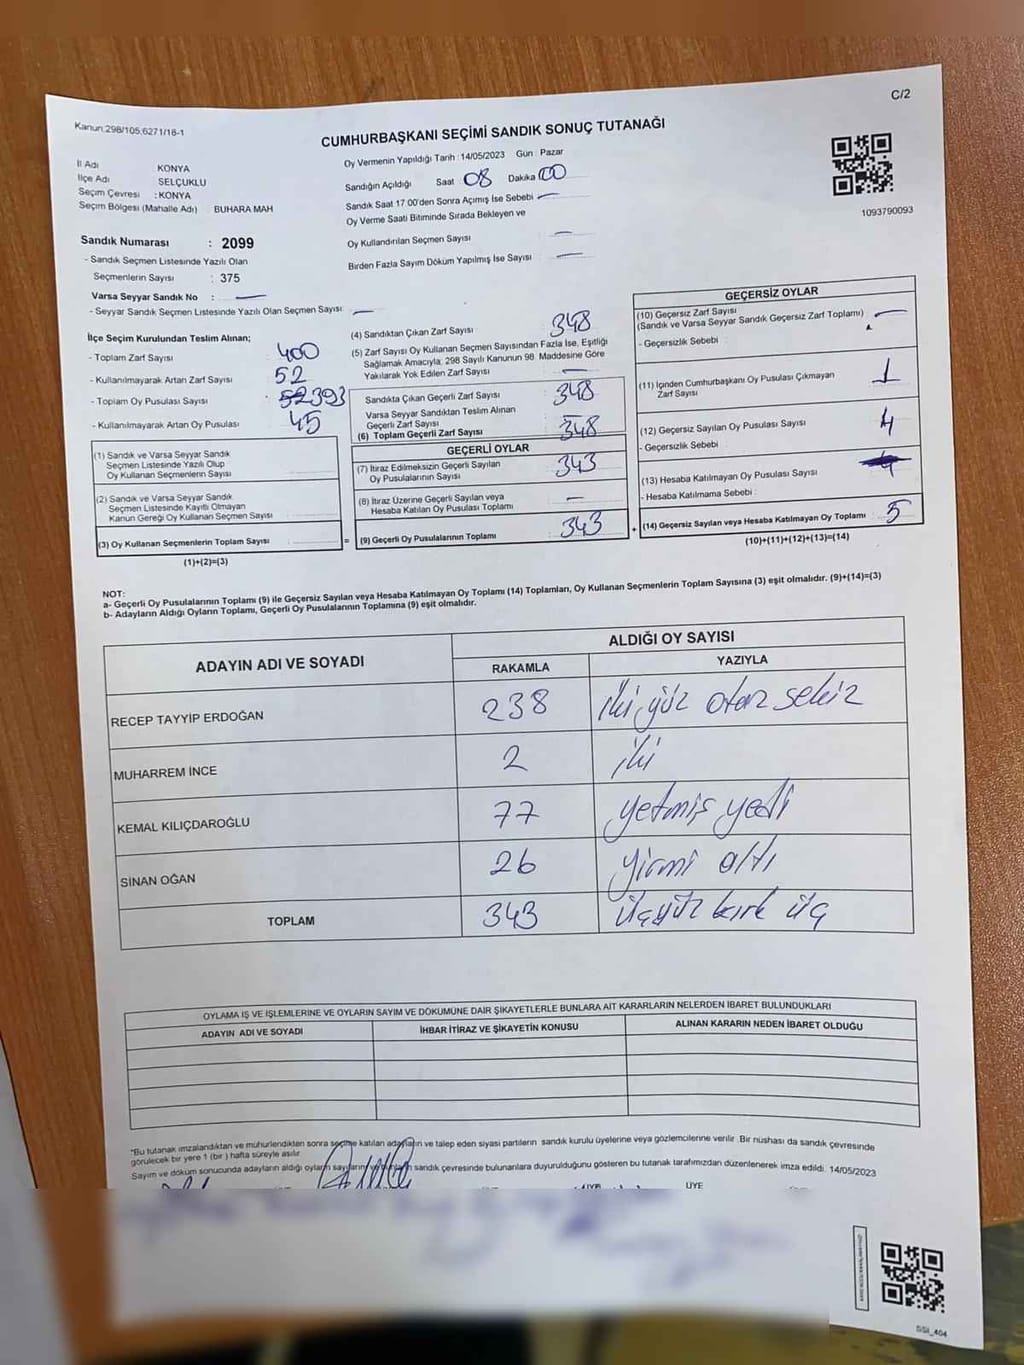 C/2
Kanun:298/105;6271/16-1
CUMHURBAŞKANI SEÇİMİ SANDIK SONUÇ TUTANAĞI
İl Adı KONYA
İlçe Adı SELÇUKLU
Seçim Çevresi : KONYA
Seçim Bölgesi (Mahalle Adı) BUHARA MAH
Sandık Numarası : 2099
- Sandık Seçmen Listesinde Yazılı Olan
Seçmenlerin Sayısı : 375
Varsa Seyyar Sandık No : —
- Seyyar Sandık Seçmen Listesinde Yazılı Olan Seçmen Sayısı: —
Oy Vermenin Yapıldığı Tarih : 14/05/2023 Gün : Pazar
Sandığın Açıldığı Saat : 08 Dakika : 00
Sandık Saat 17:00'den Sonra Açımış İse Sebebi —
Oy Verme Saati Bitiminde Sırada Bekleyen ve
Oy Kullandırılan Seçmen Sayısı —
Birden Fazla Sayım Döküm Yapılmış İse Sayısı —
1093790093
İlçe Seçim Kurulundan Teslim Alınan;
- Toplam Zarf Sayısı : 400
- Kullanılmayarak Artan Zarf Sayısı : 52
- Toplam Oy Pusulası Sayısı : 393
- Kullanılmayarak Artan Oy Pusulası : 45
(1) Sandık ve Varsa Seyyar Sandık
Seçmen Listesinde Yazılı Olup
Oy Kullanan Seçmenlerin Sayısı
(2) Sandık ve Varsa Seyyar Sandık
Seçmen Listesinde Kayıtlı Olmayan
Kanun Gereği Oy Kullanan Seçmen Sayısı
(3) Oy Kullanan Seçmenlerin Toplam Sayısı
(1)+(2)=(3)
=
(4) Sandıktan Çıkan Zarf Sayısı : 348
(5) Zarf Sayısı Oy Kullanan Seçmen Sayısından Fazla İse, Eşitliği
Sağlamak Amacıyla; 298 Sayılı Kanunun 98. Maddesine Göre
Yakılarak Yok Edilen Zarf Sayısı —
Sandıkta Çıkan Geçerli Zarf Sayısı 348
Varsa Seyyar Sandıktan Teslim Alınan
Geçerli Zarf Sayısı
(6) Toplam Geçerli Zarf Sayısı 348
GEÇERLİ OYLAR
(7) İtiraz Edilmeksizin Geçerli Sayılan
Oy Pusulalarının Sayısı 343
(8) İtiraz Üzerine Geçerli Sayılan veya
Hesaba Katılan Oy Pusulası Toplamı —
(9) Geçerli Oy Pusulalarının Toplamı 343
+
GEÇERSİZ OYLAR
(10) Geçersiz Zarf Sayısı
(Sandık ve Varsa Seyyar Sandık Geçersiz Zarf Toplamı) —
- Geçersizlik Sebebi :
(11) İçinden Cumhurbaşkanı Oy Pusulası Çıkmayan
Zarf Sayısı 1
(12) Geçersiz Sayılan Oy Pusulası Sayısı 4
- Geçersizlik Sebebi :
(13) Hesaba Katılmayan Oy Pusulası Sayısı
- Hesaba Katılmama Sebebi :
(14) Geçersiz Sayılan veya Hesaba Katılmayan Oy Toplamı 5
(10)+(11)+(12)+(13)=(14)
NOT:
a- Geçerli Oy Pusulalarının Toplamı (9) ile Geçersiz Sayılan veya Hesaba Katılmayan Oy Toplamı (14) Toplamları, Oy Kullanan Seçmenlerin Toplam Sayısına (3) eşit olmalıdır. (9)+(14)=(3)
b- Adayların Aldığı Oyların Toplamı, Geçerli Oy Pusulalarının Toplamına (9) eşit olmalıdır.
ADAYIN ADI VE SOYADI ALDIĞI OY SAYISI
RAKAMLA YAZIYLA
RECEP TAYYİP ERDOĞAN 238 iki yüz otuz sekiz
MUHARREM İNCE 2 iki
KEMAL KILIÇDAROĞLU 77 yetmiş yedi
SİNAN OĞAN 26 yirmi altı
TOPLAM 343 üçyüz kırk üç
OYLAMA İŞ VE İŞLEMLERİNE VE OYLARIN SAYIM VE DÖKÜMÜNE DAİR ŞİKAYETLERLE BUNLARA AİT KARARLARIN NELERDEN İBARET BULUNDUKLARI
ADAYIN ADI VE SOYADI İHBAR İTİRAZ VE ŞİKAYETİN KONUSU ALINAN KARARIN NEDEN İBARET OLDUĞU
*Bu tutanak imzalandıktan ve mühürlendikten sonra seçime katılan adayların ve talep eden siyasi partilerin sandık kurulu üyelerine veya gözlemcilerine verilir. Bir nüshası da sandık çevresinde
görülecek bir yere 1 (bir) hafta süreyle asılır.
Sayım ve döküm sonucunda adayların aldığı oyların sayılarını sandık çevresinde bulunanlara duyurulduğunu gösteren bu tutanak tarafımızdan düzenlenerek imza edildi. 14/05/2023
ÜYE
SSİ_404